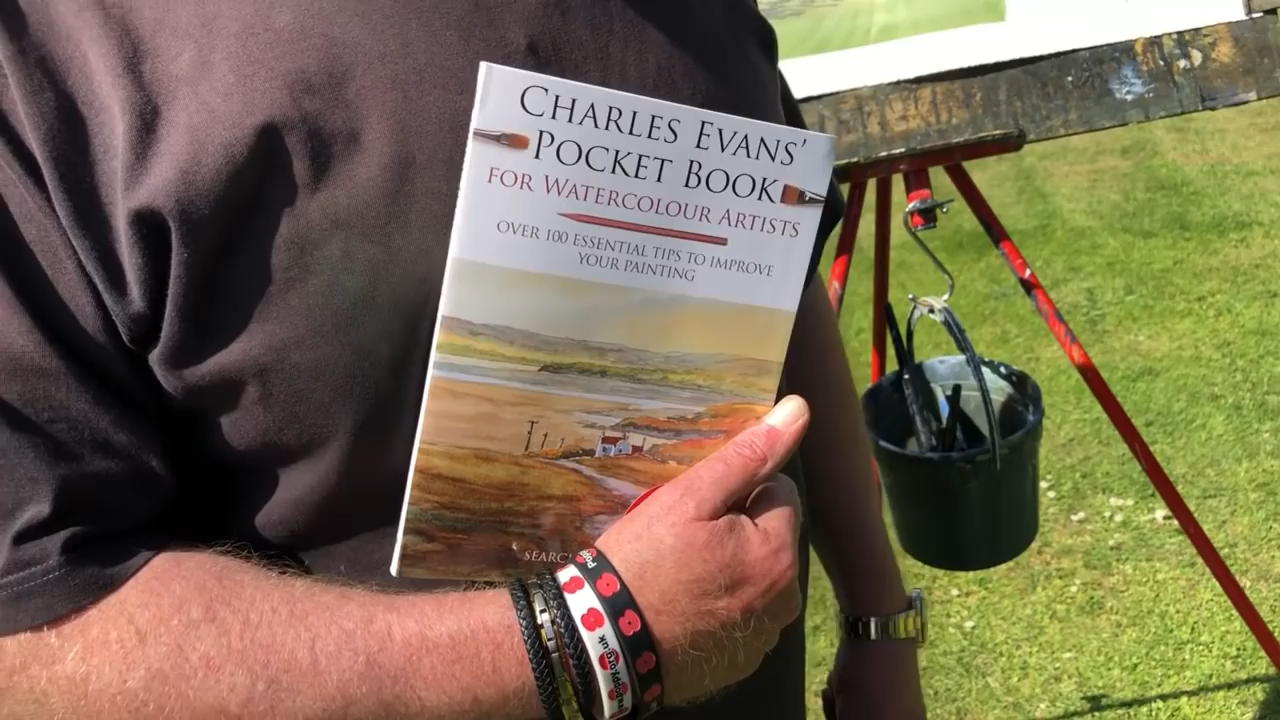 CHARLES EVANS'
POCKET BOOK
FOR WATERCOLOUR ARTISTS
OVER 100 ESSENTIAL TIPS TO IMPROVE
YOUR PAINTING